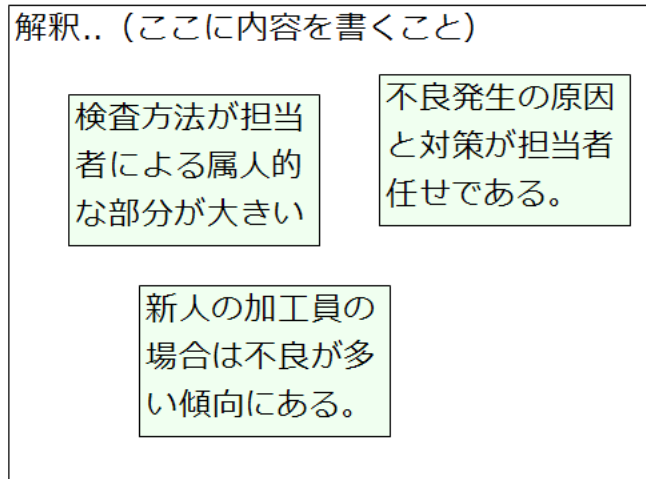 解釈..（ここに内容を書くこと）
検査方法が担当
者による属人的
な部分が大きい
不良発生の原因
と対策が担当者
任せである。
新人の加工員の
場合は不良が多
い傾向にある。